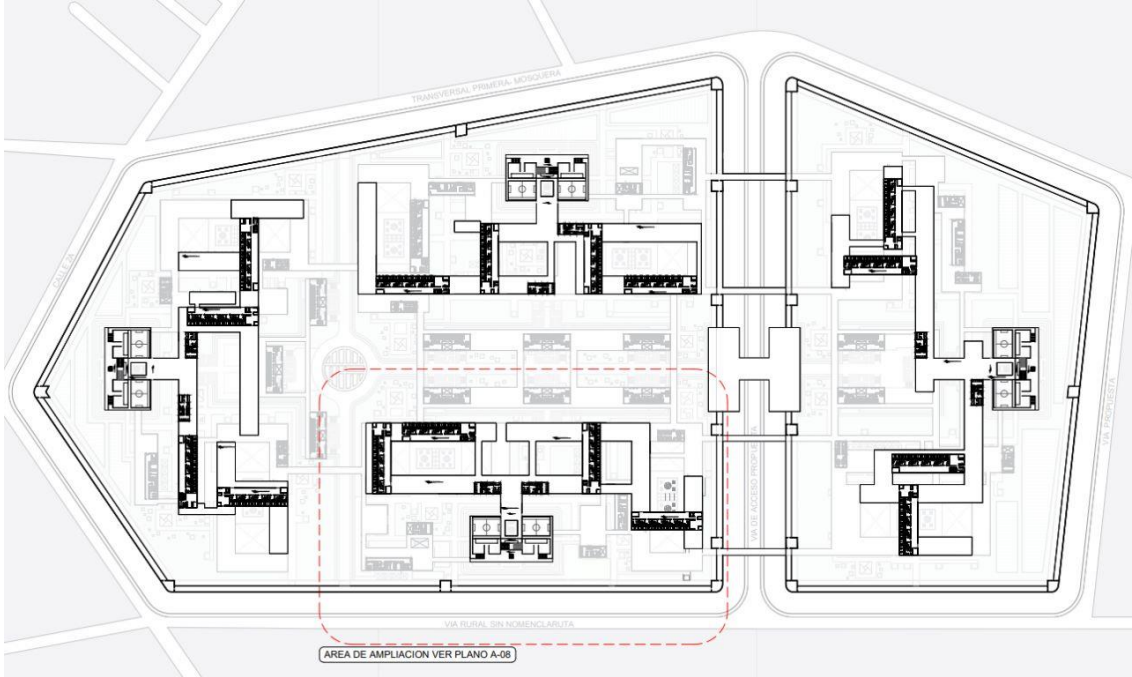 TRANSVERSAL PRIMERA- MOSQUERA
CALLE 7A
VIA PROPUESTA
VIA DE ACCESO PROPUESTA
VIA RURAL SIN NOMENCLARUTA
AREA DE AMPLIACION VER PLANO A-08